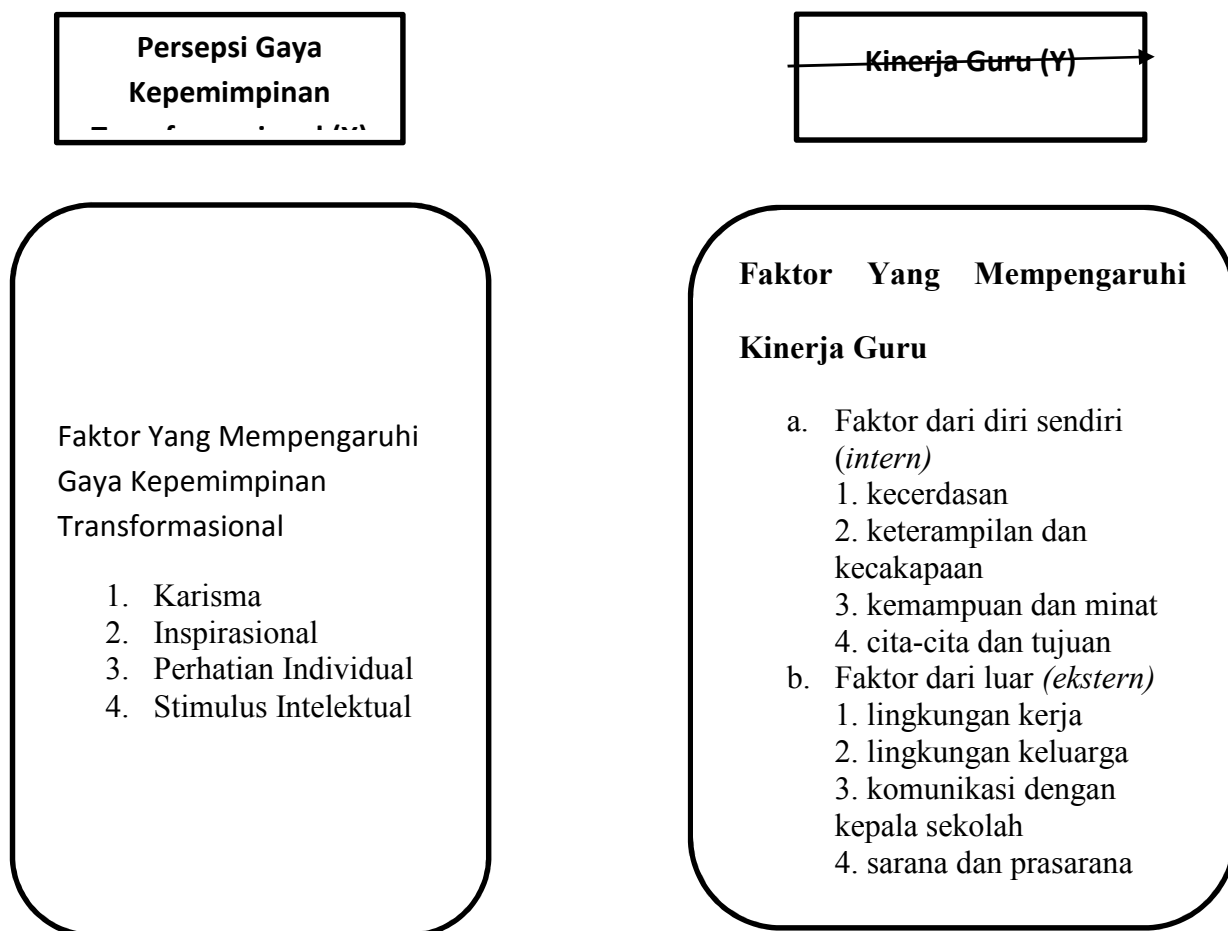 Persepsi Gaya
Kepemimpinan
Kinerja Guru (Y)
Faktor Yang Mempengaruhi
Gaya Kepemimpinan
Transformasional
1. Karisma
2. Inspirasional
3. Perhatian Individual
4. Stimulus Intelektual
Faktor Yang Mempengaruhi
Kinerja Guru
a. Faktor dari diri sendiri
(intern)
1. kecerdasan
2. keterampilan dan
kecakapaan
3. kemampuan dan minat
4. cita-cita dan tujuan
b. Faktor dari luar (ekstern)
1. lingkungan kerja
2. lingkungan keluarga
3. komunikasi dengan
kepala sekolah
4. sarana dan prasarana